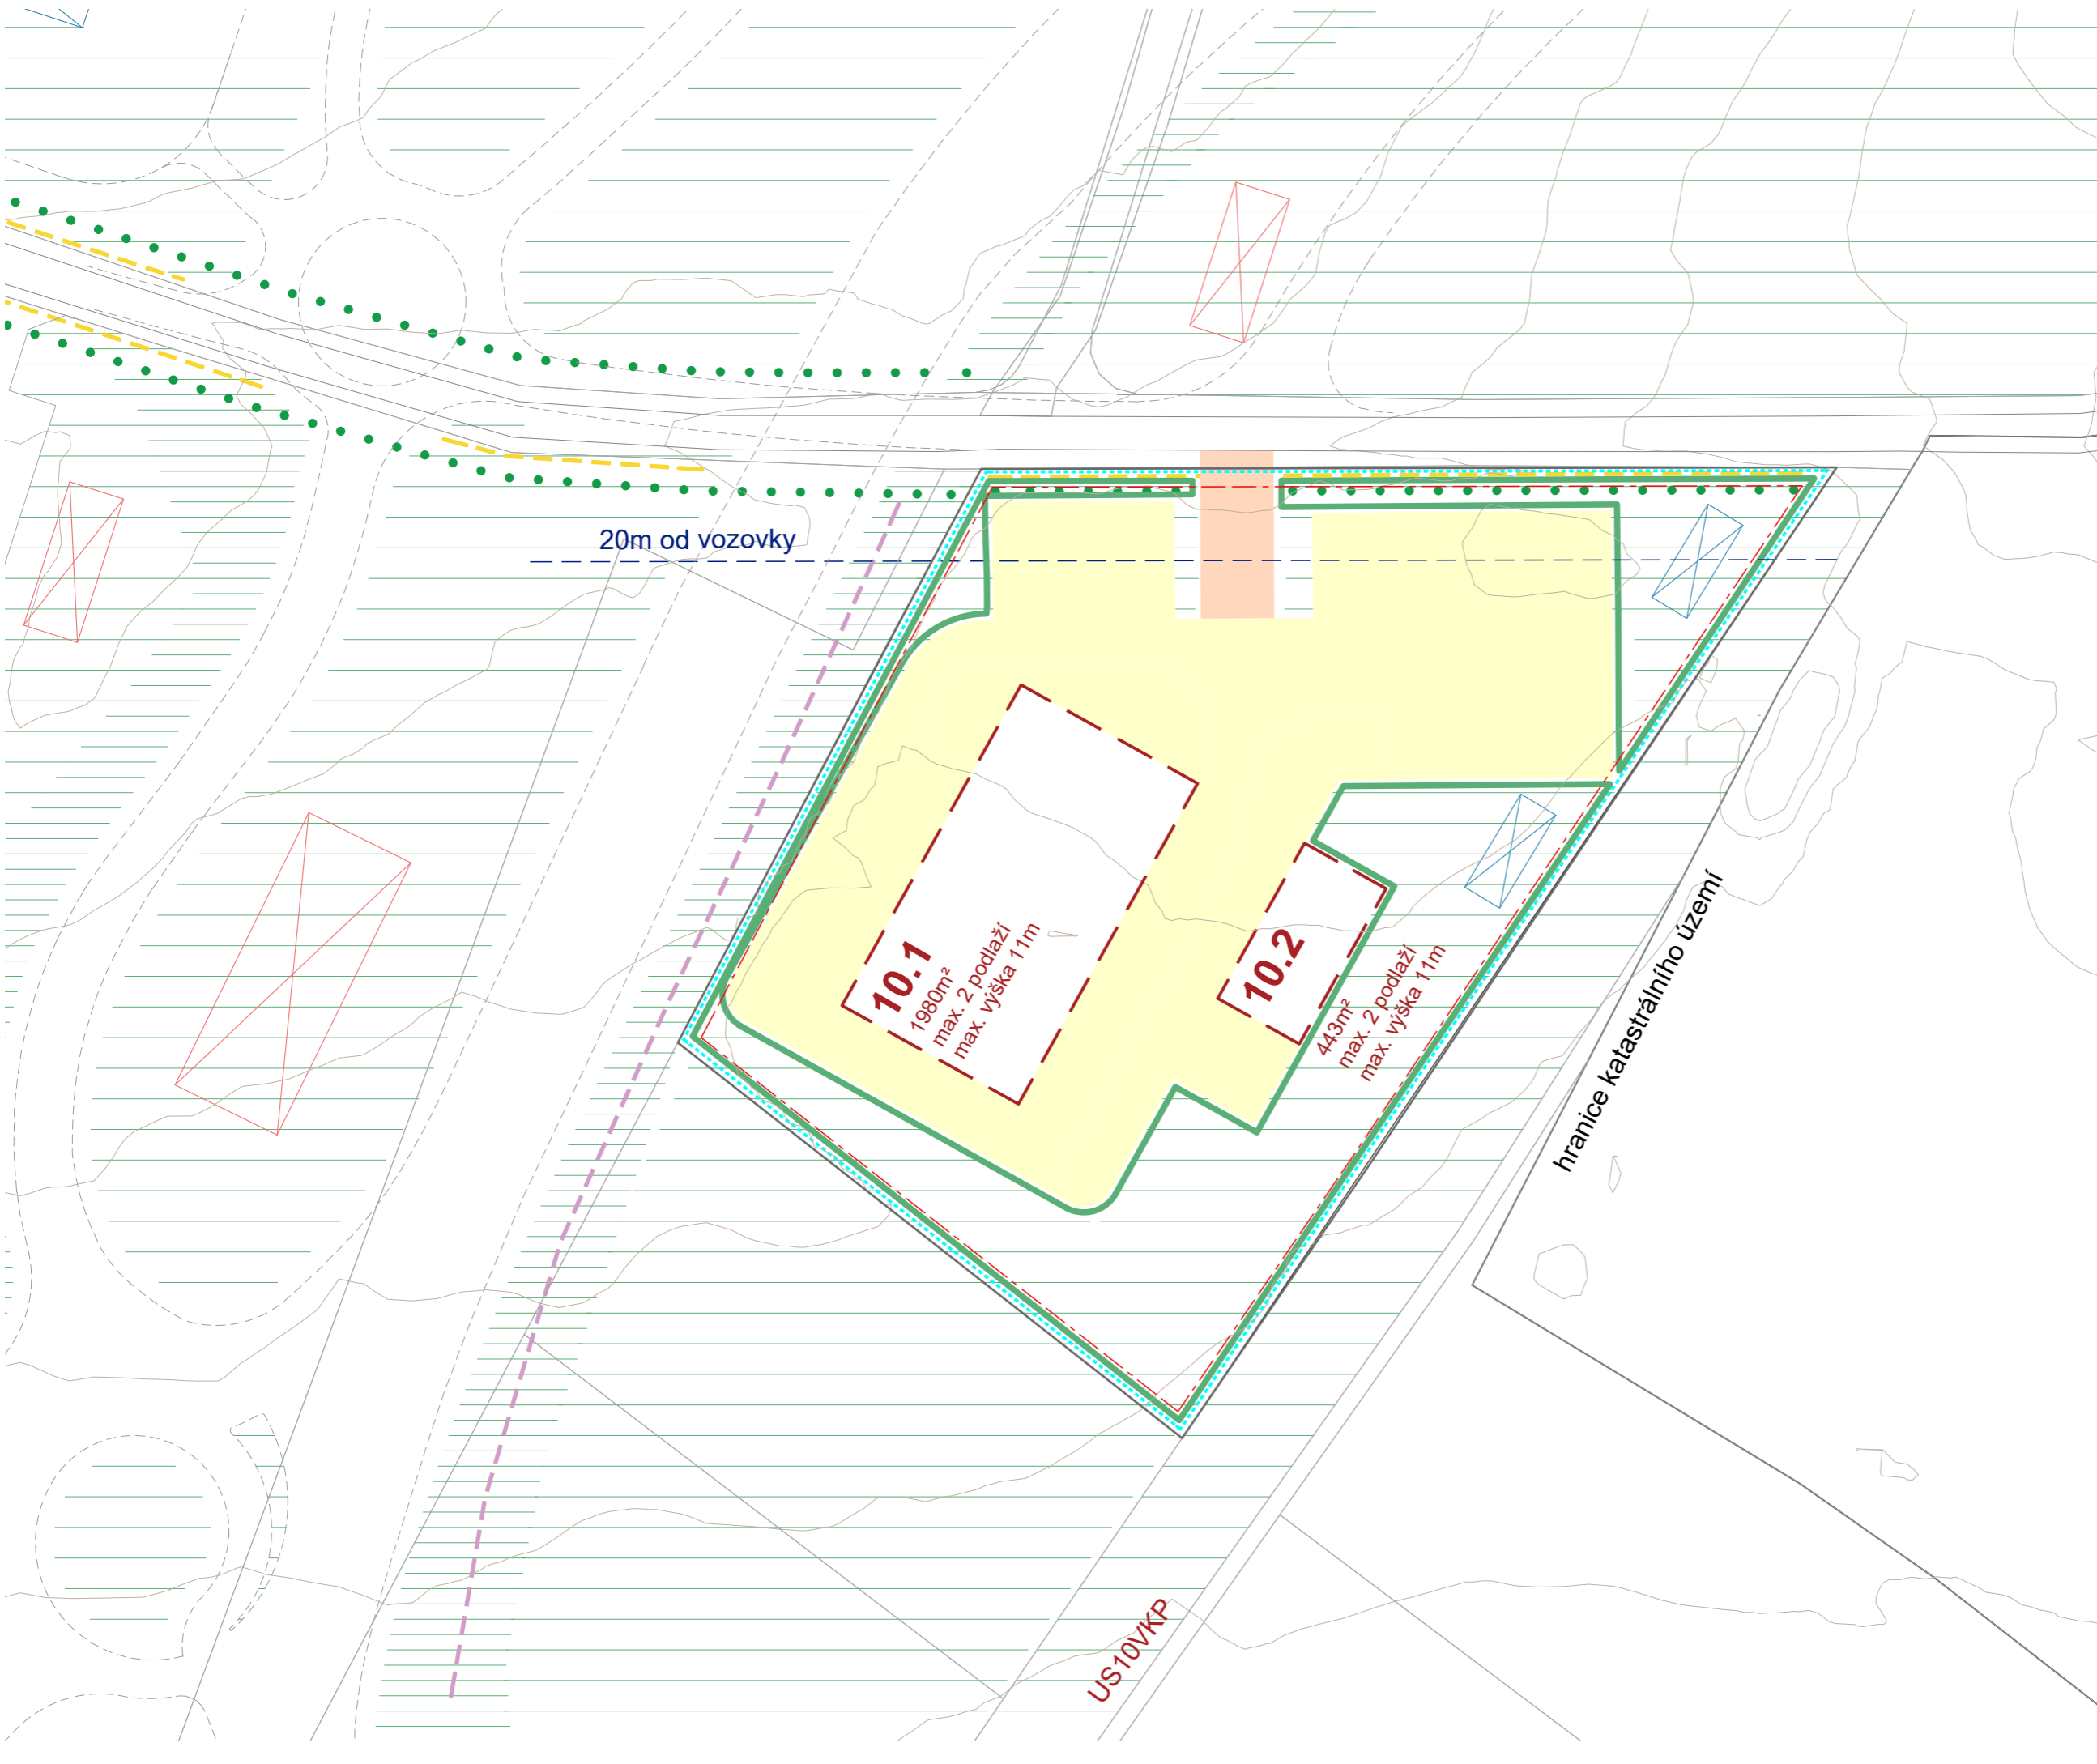 20m od vozovky
10.1
1980m²
max. 2 podlaží
max. výška 11m
10.2
443m²
max. 2 podlaží
max. výška 11m
hranice katastrálního území
US10VKP